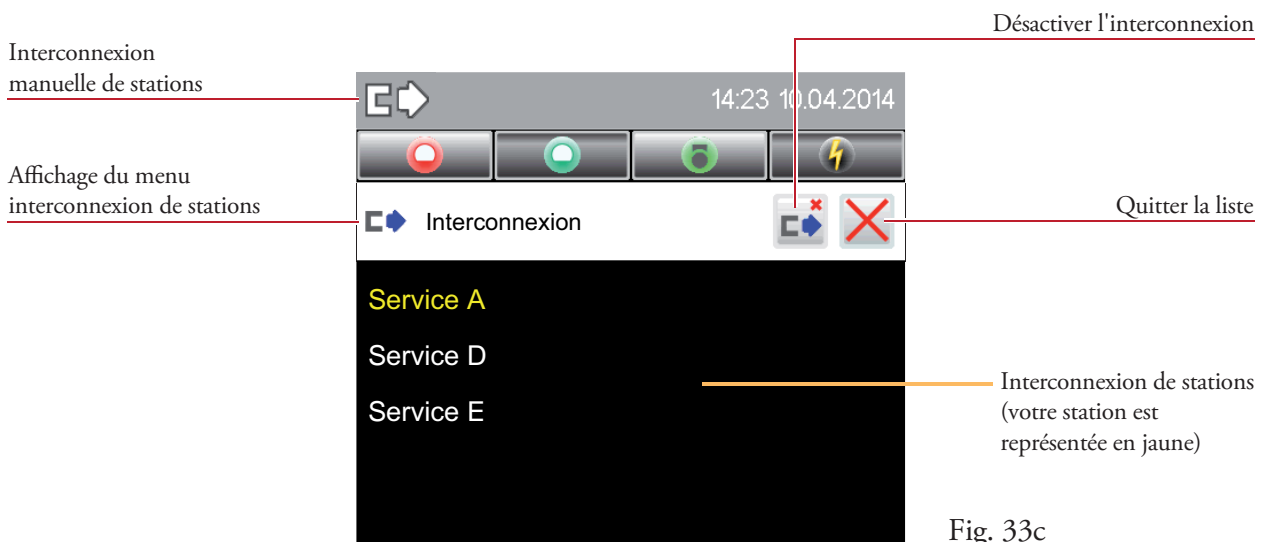 Désactiver l'interconnexion
Interconnexion
manuelle de stations
14:23 10.04.2014
Affichage du menu
interconnexion de stations
Interconnexion
Quitter la liste
Service A
Service D
Service E
Interconnexion de stations
(votre station est
représentée en jaune)
Fig. 33c